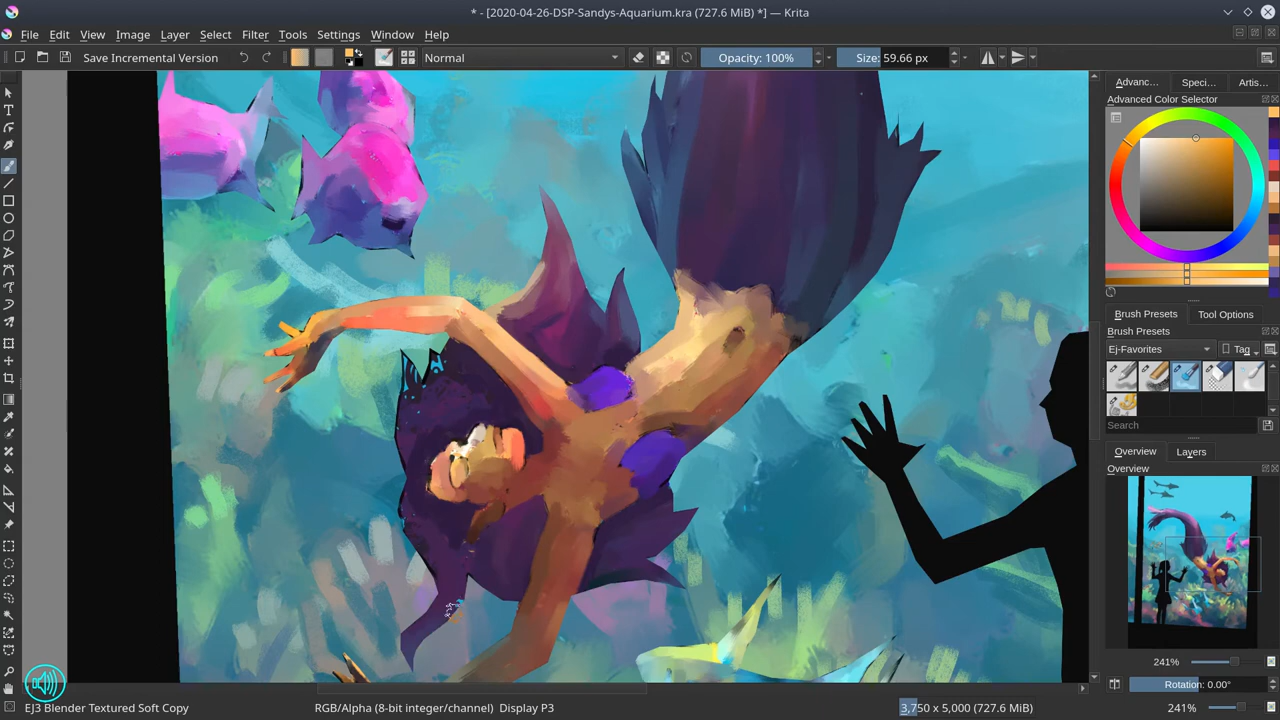 * - [2020-04-26-DSP-Sandys-Aquarium.kra (727.6 MiB) *] — Krita
File Edit View Image Layer Select Filter Tools Settings Window Help
Save Incremental Version Normal Opacity: 100% Size: 59.66 px
Advanc... Speci... Artis...
Advanced Color Selector
Brush Presets Tool Options
Brush Presets
Ej-Favorites Tag
Search
Overview Layers
Overview
241%
Rotation: 0.00°
EJ3 Blender Textured Soft Copy RGB/Alpha (8-bit integer/channel) Display P3 3,750 x 5,000 (727.6 MiB) 241%